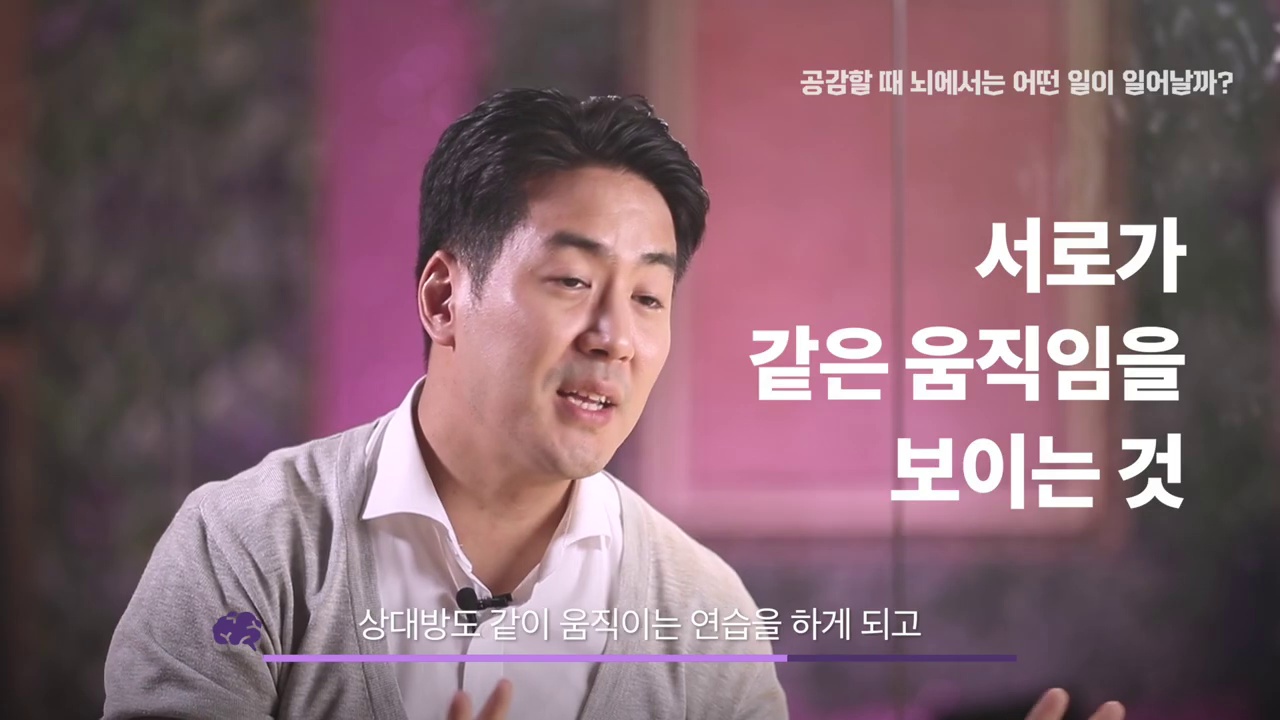 공감할 때 뇌에서는 어떤 일이 일어날까?
서로가
같은 움직임을
보이는 것
상대방도 같이 움직이는 연습을 하게 되고